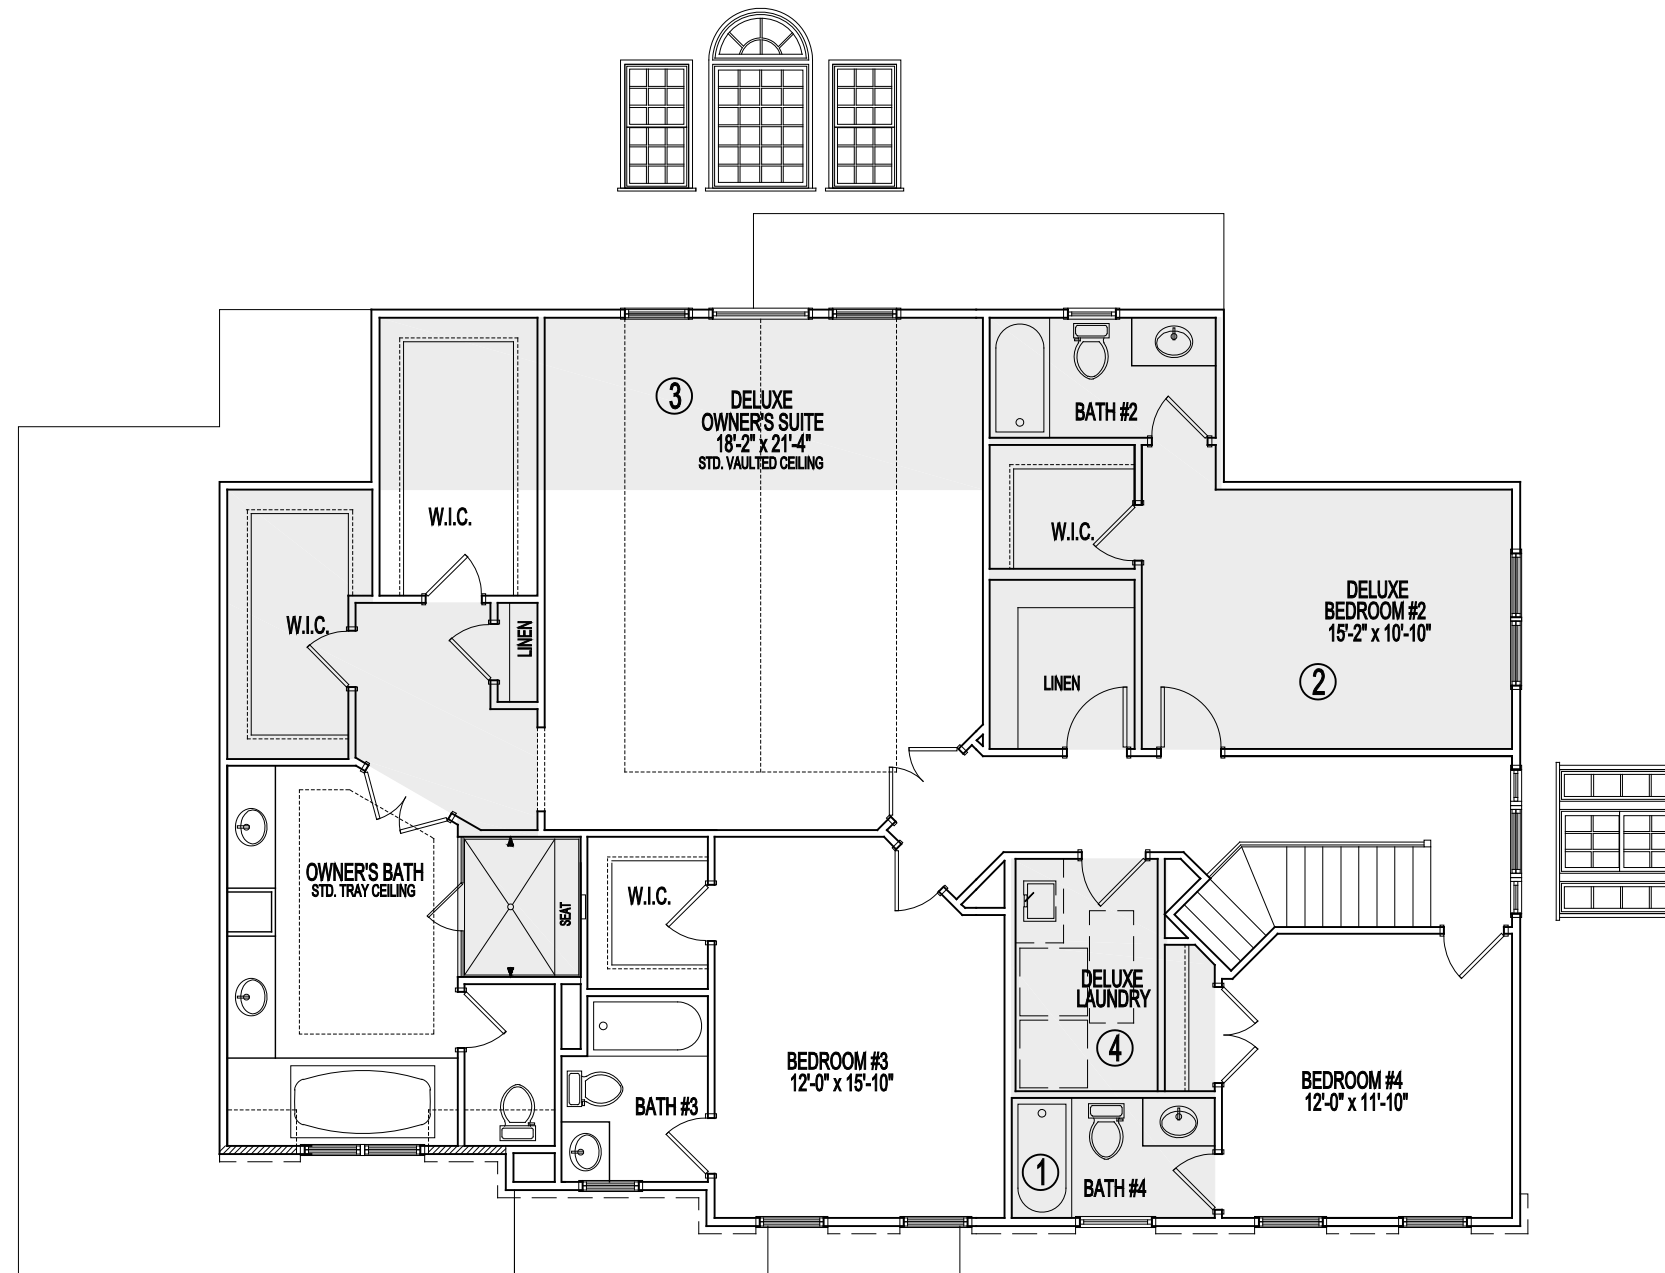 3
DELUXE
OWNER'S SUITE
18'-2" x 21'-4"
STD. VAULTED CEILING
BATH #2
W.I.C.
W.I.C.
DELUXE
BEDROOM #2
15'-2" x 10'-10"
2
W.I.C.
LINEN
LINEN
OWNER'S BATH
STD. TRAY CEILING
SEAT
W.I.C.
DELUXE
LAUNDRY
4
BEDROOM #3
12'-0" x 15'-10"
BEDROOM #4
12'-0" x 11'-10"
BATH #3
1
BATH #4